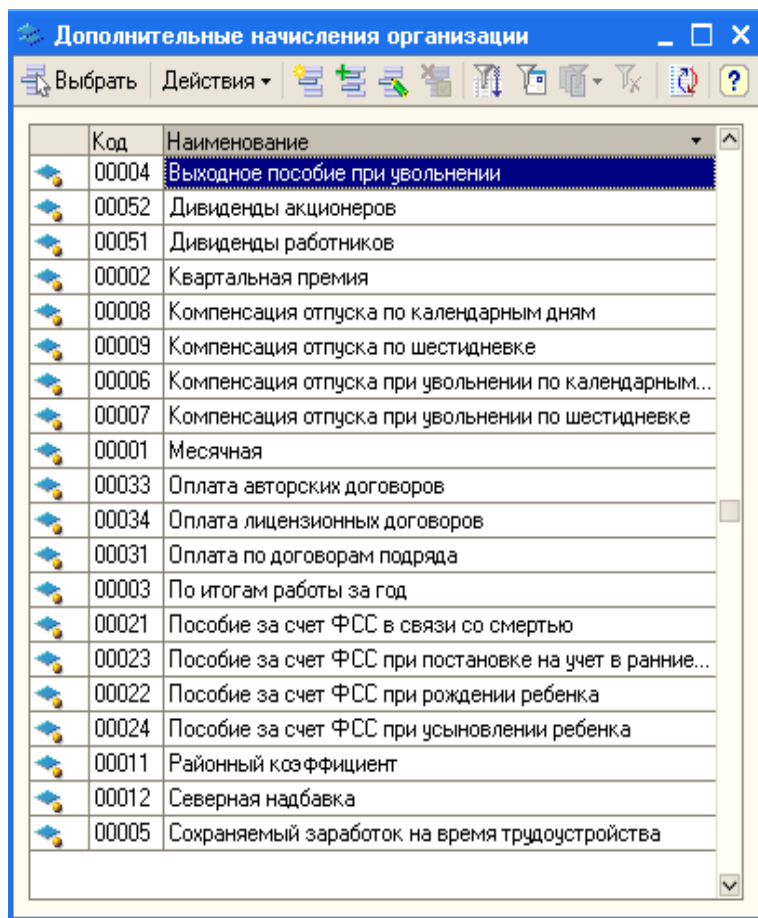 Дополнительные начисления организации
Выбрать Действия ?
Код Наименование
00004 Выходное пособие при увольнении
00052 Дивиденды акционеров
00051 Дивиденды работников
00002 Квартальная премия
00008 Компенсация отпуска по календарным дням
00009 Компенсация отпуска по шестидневке
00006 Компенсация отпуска при увольнении по календарным...
00007 Компенсация отпуска при увольнении по шестидневке
00001 Месячная
00033 Оплата авторских договоров
00034 Оплата лицензионных договоров
00031 Оплата по договорам подряда
00003 По итогам работы за год
00021 Пособие за счет ФСС в связи со смертью
00023 Пособие за счет ФСС при постановке на учет в ранние...
00022 Пособие за счет ФСС при рождении ребенка
00024 Пособие за счет ФСС при усыновлении ребенка
00011 Районный коэффициент
00012 Северная надбавка
00005 Сохраняемый заработок на время трудоустройства